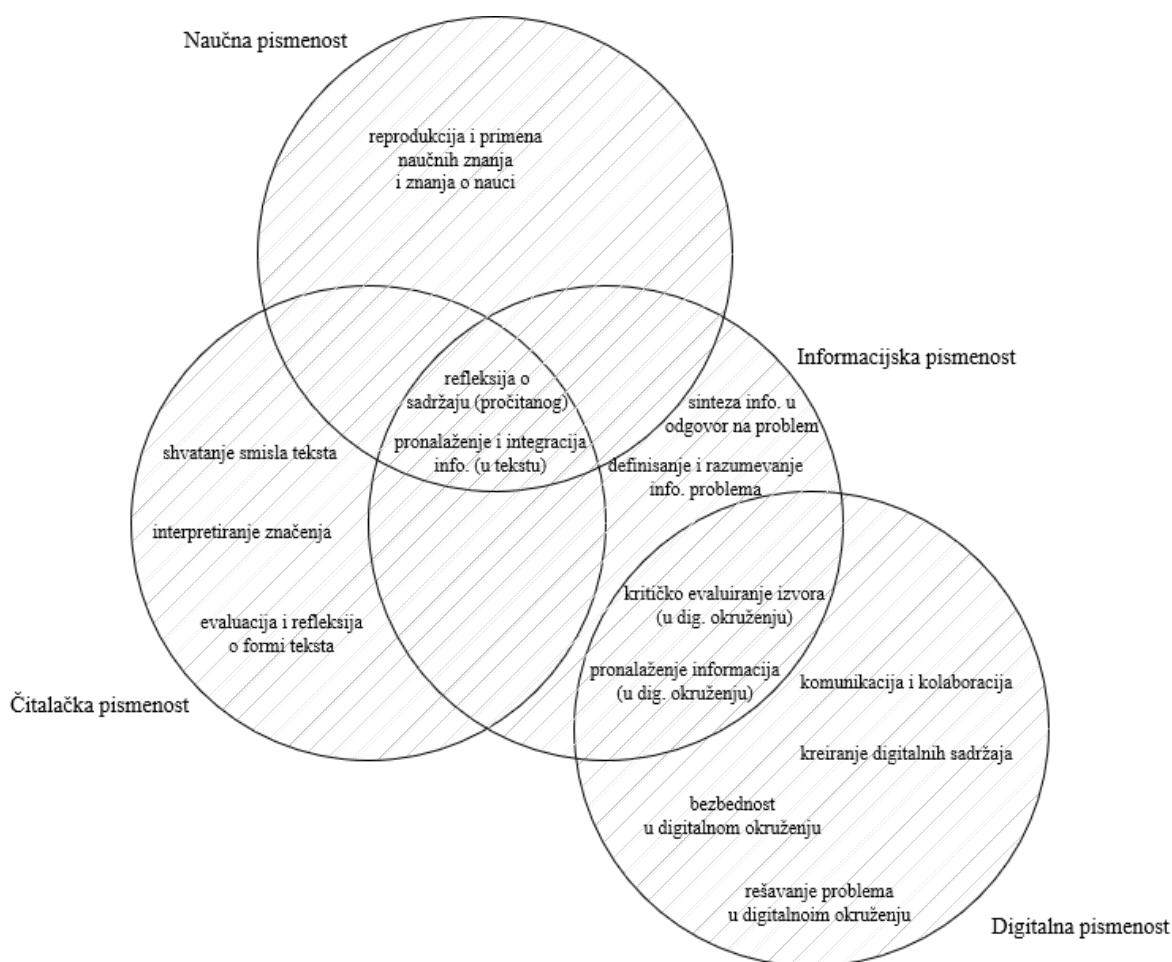 Naučna pismenost
reprodukcija i primena
naučnih znanja
i znanja o nauci
Informacijska pismenost
refleksija o
sadržaju (pročitanog)
pronalaženje i integracija
info. (u tekstu)
sinteza info. u
odgovor na problem
definisanje i razumevanje
info. problema
shvatanje smisla teksta
interpretiranje značenja
evaluacija i refleksija
o formi teksta
Čitalačka pismenost
kritičko evaluiranje izvora
(u dig. okruženju)
pronalaženje informacija
(u dig. okruženju)
komunikacija i kolaboracija
kreiranje digitalnih sadržaja
bezbednost
u digitalnom okruženju
rešavanje problema
u digitalnoim okruženju
Digitalna pismenost